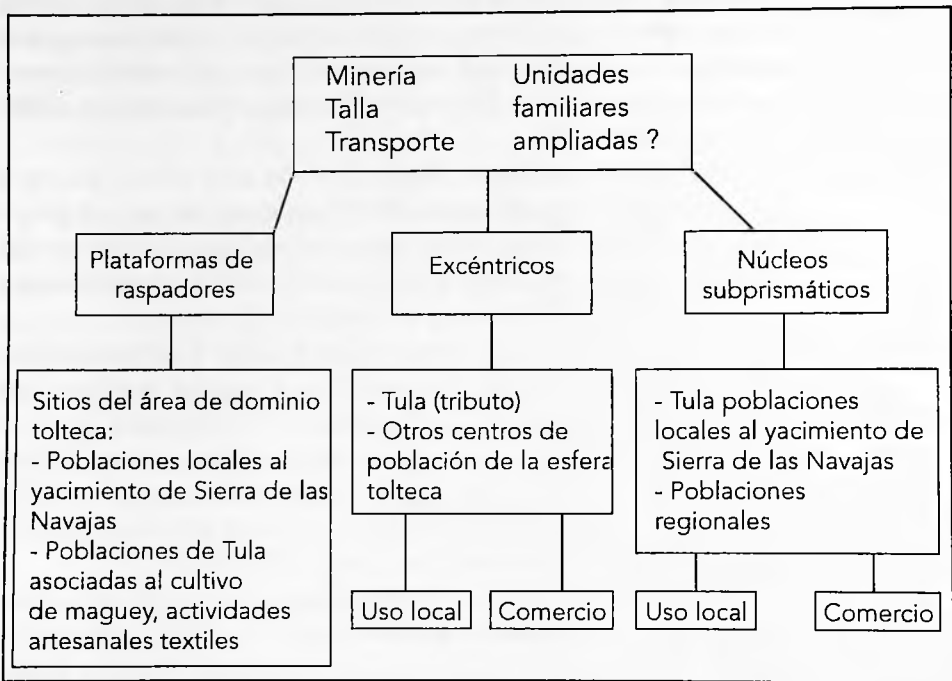 Minería
Talla
Transporte
Unidades
familiares
ampliadas ?
Plataformas de
raspadores
Excéntricos
Núcleos
subprismáticos
Sitios del área de dominio
tolteca:
- Poblaciones locales al
yacimiento de Sierra de las
Navajas
- Poblaciones de Tula
asociadas al cultivo
de maguey, actividades
artesanales textiles
- Tula (tributo)
- Otros centros de
población de la esfera
tolteca
- Tula poblaciones
locales al yacimiento de
Sierra de las Navajas
- Poblaciones
regionales
Uso local
Comercio
Uso local
Comercio